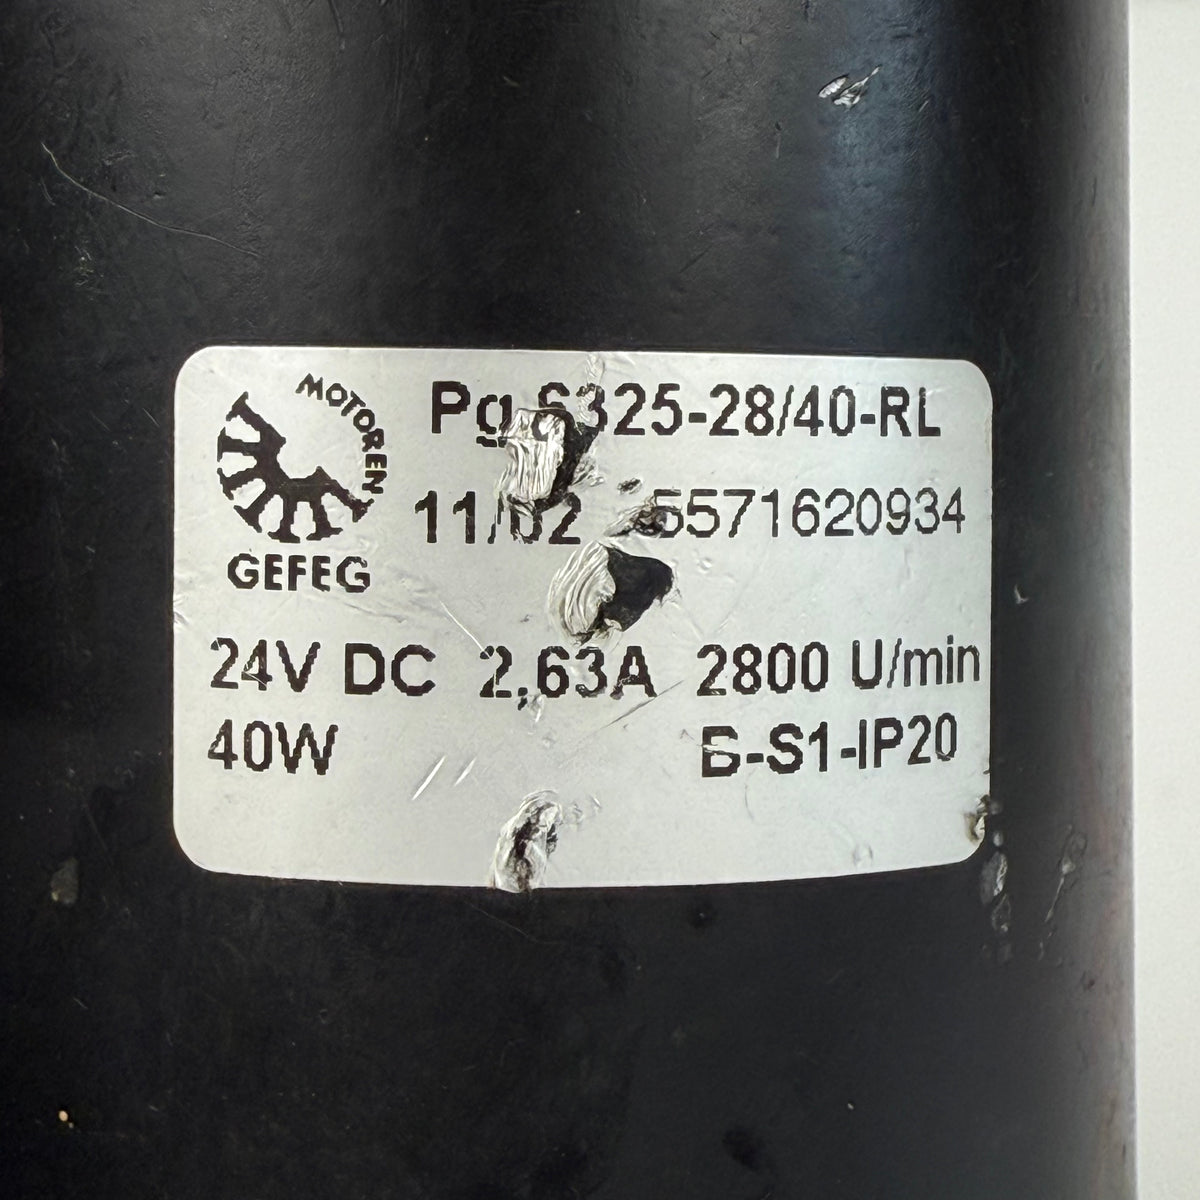 MOTOREN
GEFEG
Pg 6325-28/40-RL
11/02 5571620934
24V DC 2,63A 2800 U/min
40W B-S1-IP20